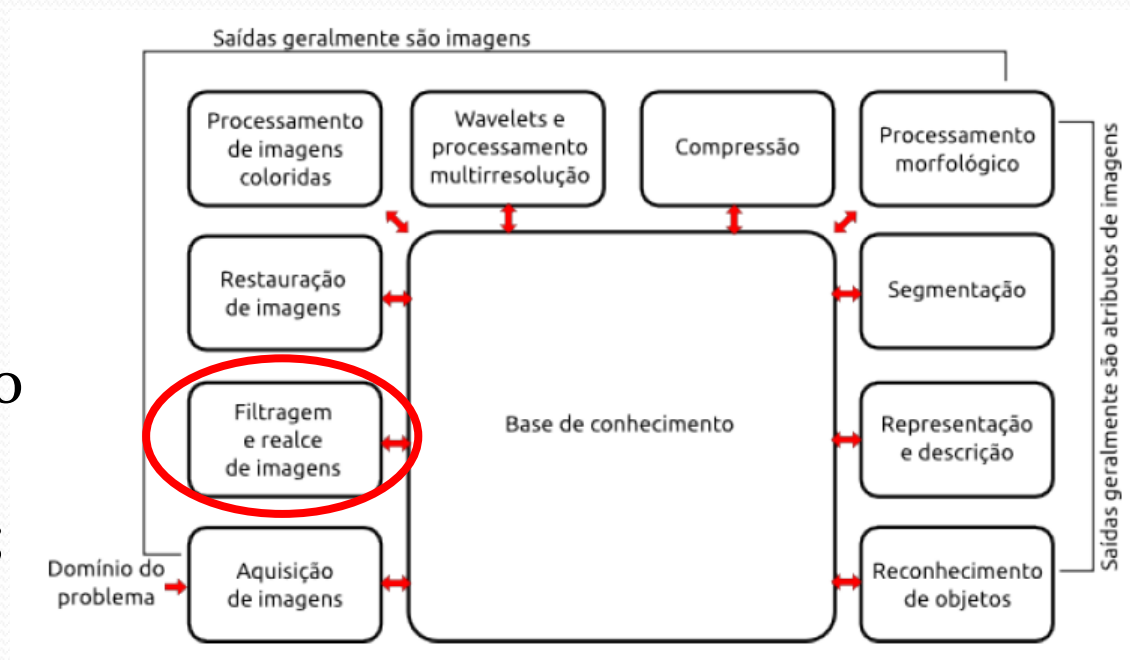 Saídas geralmente são imagens
Processamento
de imagens
coloridas
Wavelets e
processamento
multirresolução
Compressão
Processamento
morfológico
Saídas geralmente são atributos de imagens
Restauração
de imagens
Segmentação
o
Filtragem
e realce
de imagens
Base de conhecimento
Representação
e descrição
Domínio do
problema
Aquisição
de imagens
Reconhecimento
de objetos